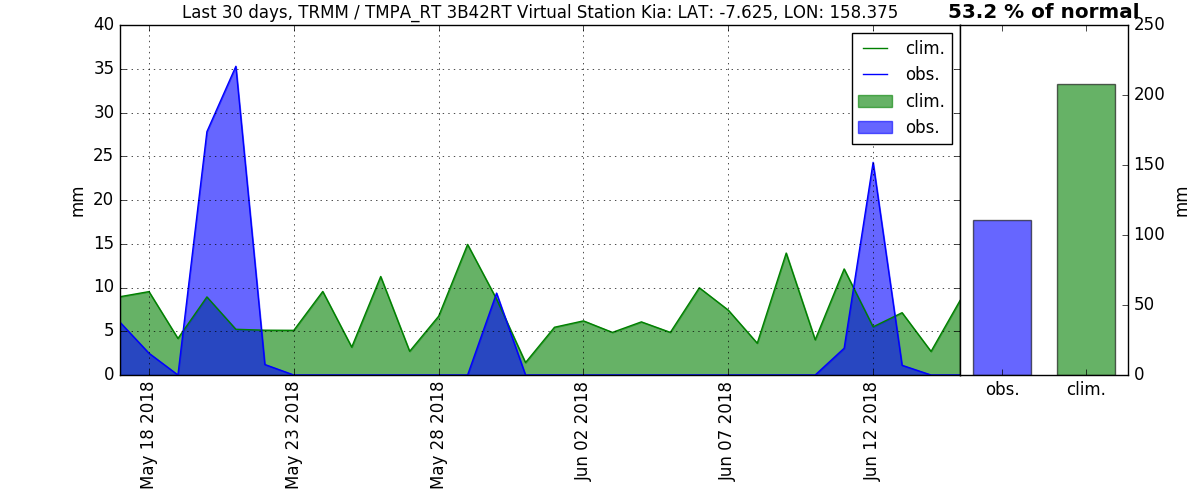 Last 30 days, TRMM / TMPA_RT 3B42RT Virtual Station Kia: LAT: -7.625, LON: 158.375
53.2 % of normal
40
35
30
25
20
15
10
5
0
mm
clim.
obs.
clim.
obs.
May 18 2018
May 23 2018
May 28 2018
Jun 02 2018
Jun 07 2018
Jun 12 2018
250
200
150
100
50
0
mm
obs.
clim.